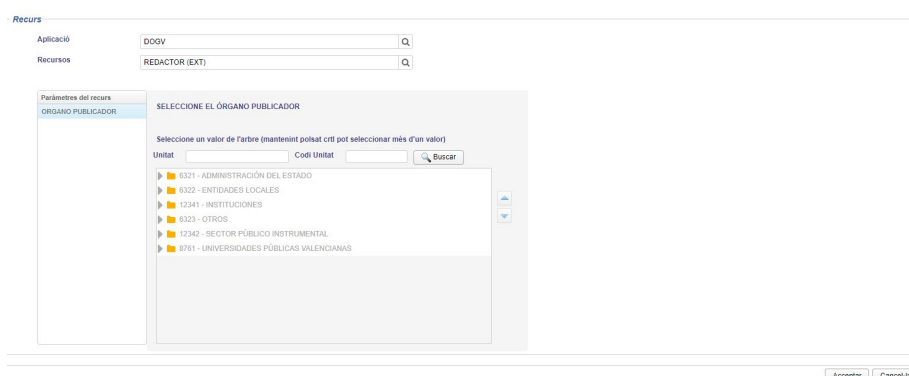 Recurs
Aplicació
DOGV
Recursos
REDACTOR (EXT)
Paràmetres del recurs
ORGANO PUBLICADOR
SELECCIONE EL ÓRGANO PUBLICADOR
Seleccione un valor de l'arbre (mantenint polsat crtl pot seleccionar més d'un valor)
Unitat
Codi Unitat
Buscar
6321 - ADMINISTRACIÓN DEL ESTADO
6322 - ENTIDADES LOCALES
12341 - INSTITUCIONES
6323 - OTROS
12342 - SECTOR PÚBLICO INSTRUMENTAL
8761 - UNIVERSIDADES PÚBLICAS VALENCIANAS
Acceptar